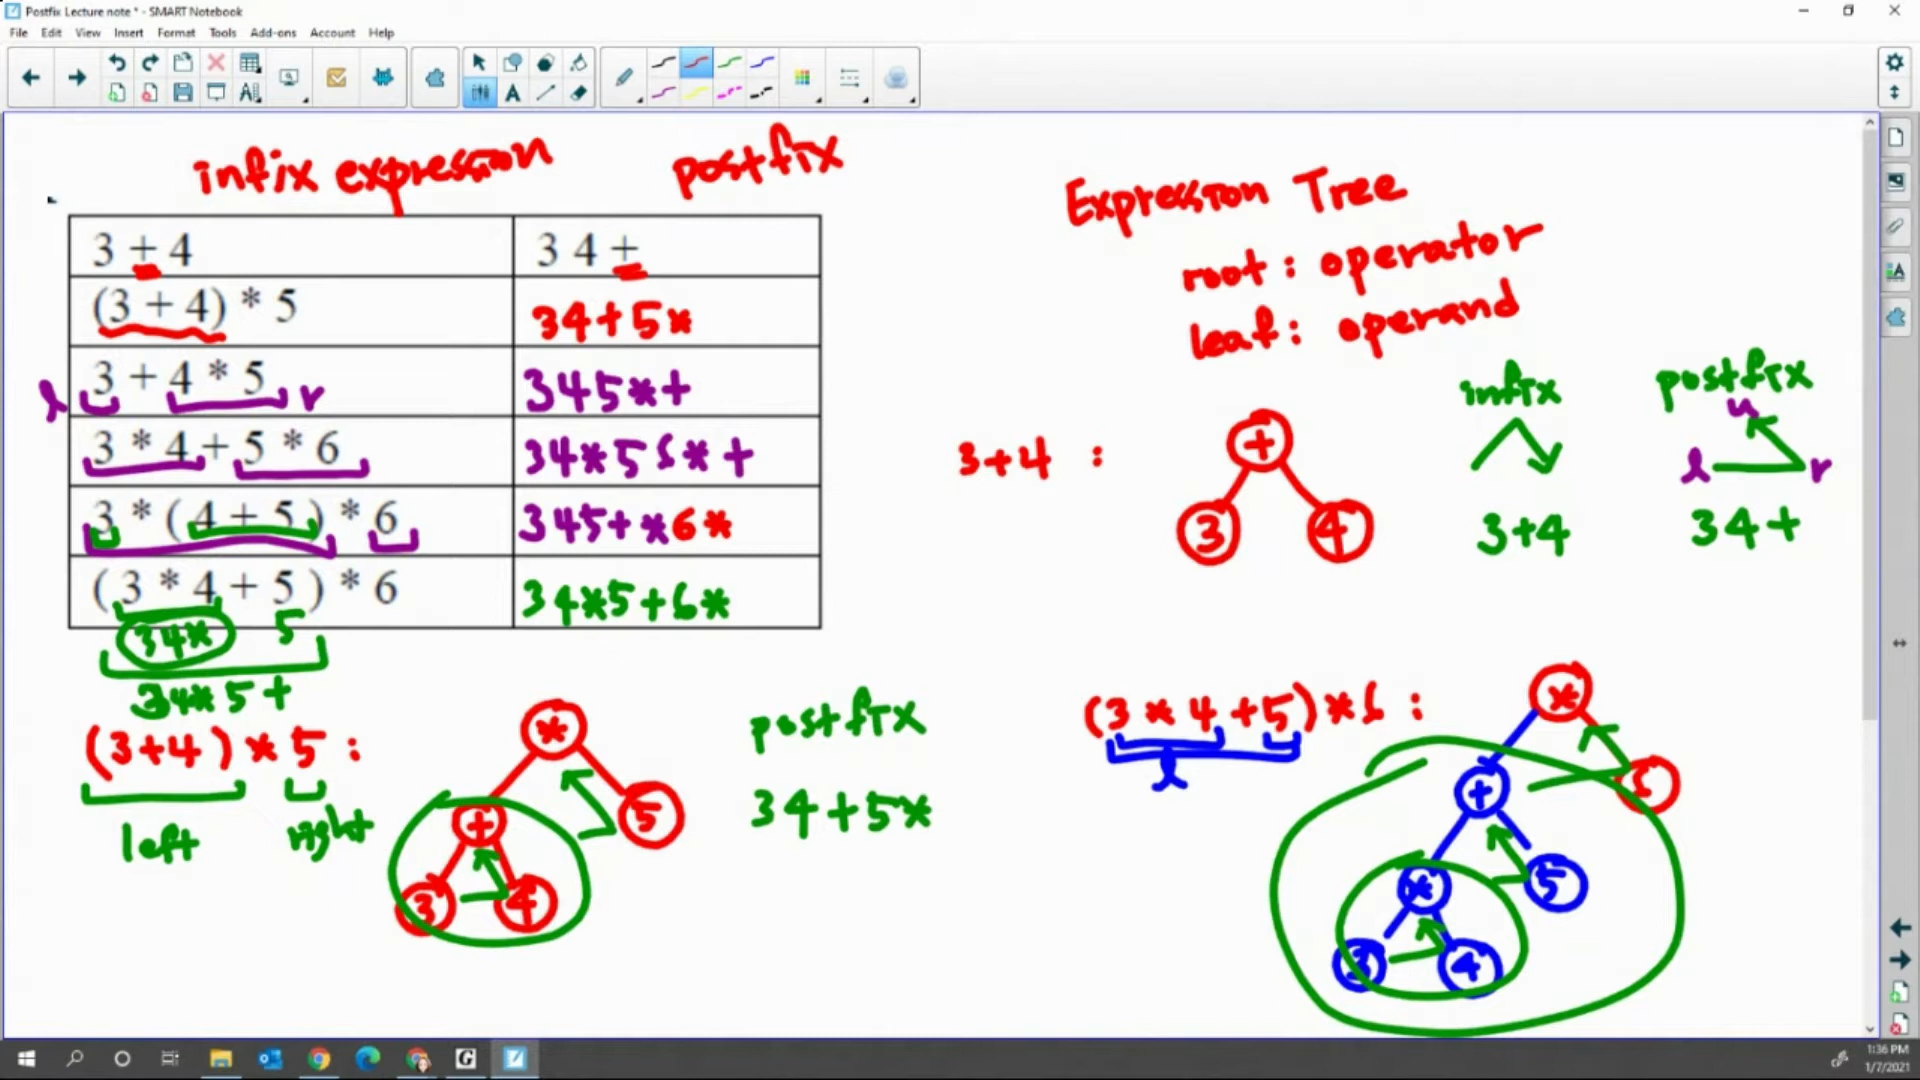 Postfix Lecture note * - SMART Notebook
File Edit View Insert Format Tools Add-ons Account Help
infix expression postfix
3 + 4 3 4 +
(3 + 4) * 5 34+5*
3 + 4 * 5 345*+
l r
3 * 4 + 5 * 6 34*56*+
3 * ( 4 + 5 ) * 6 345+*6*
( 3 * 4 + 5 ) * 6 34*5+6*
34* 5
34*5+
(3+4) * 5 :
left right
*
+ 5
3 4
postfix
34+5*
Expression Tree
root : operator
leaf : operand
infix postfix
3+4 :
+
3 4
l r
3+4 34+
(3 * 4 + 5) * 6 :
l
*
+
* 5
3 4
1:36 PM
1/7/2021